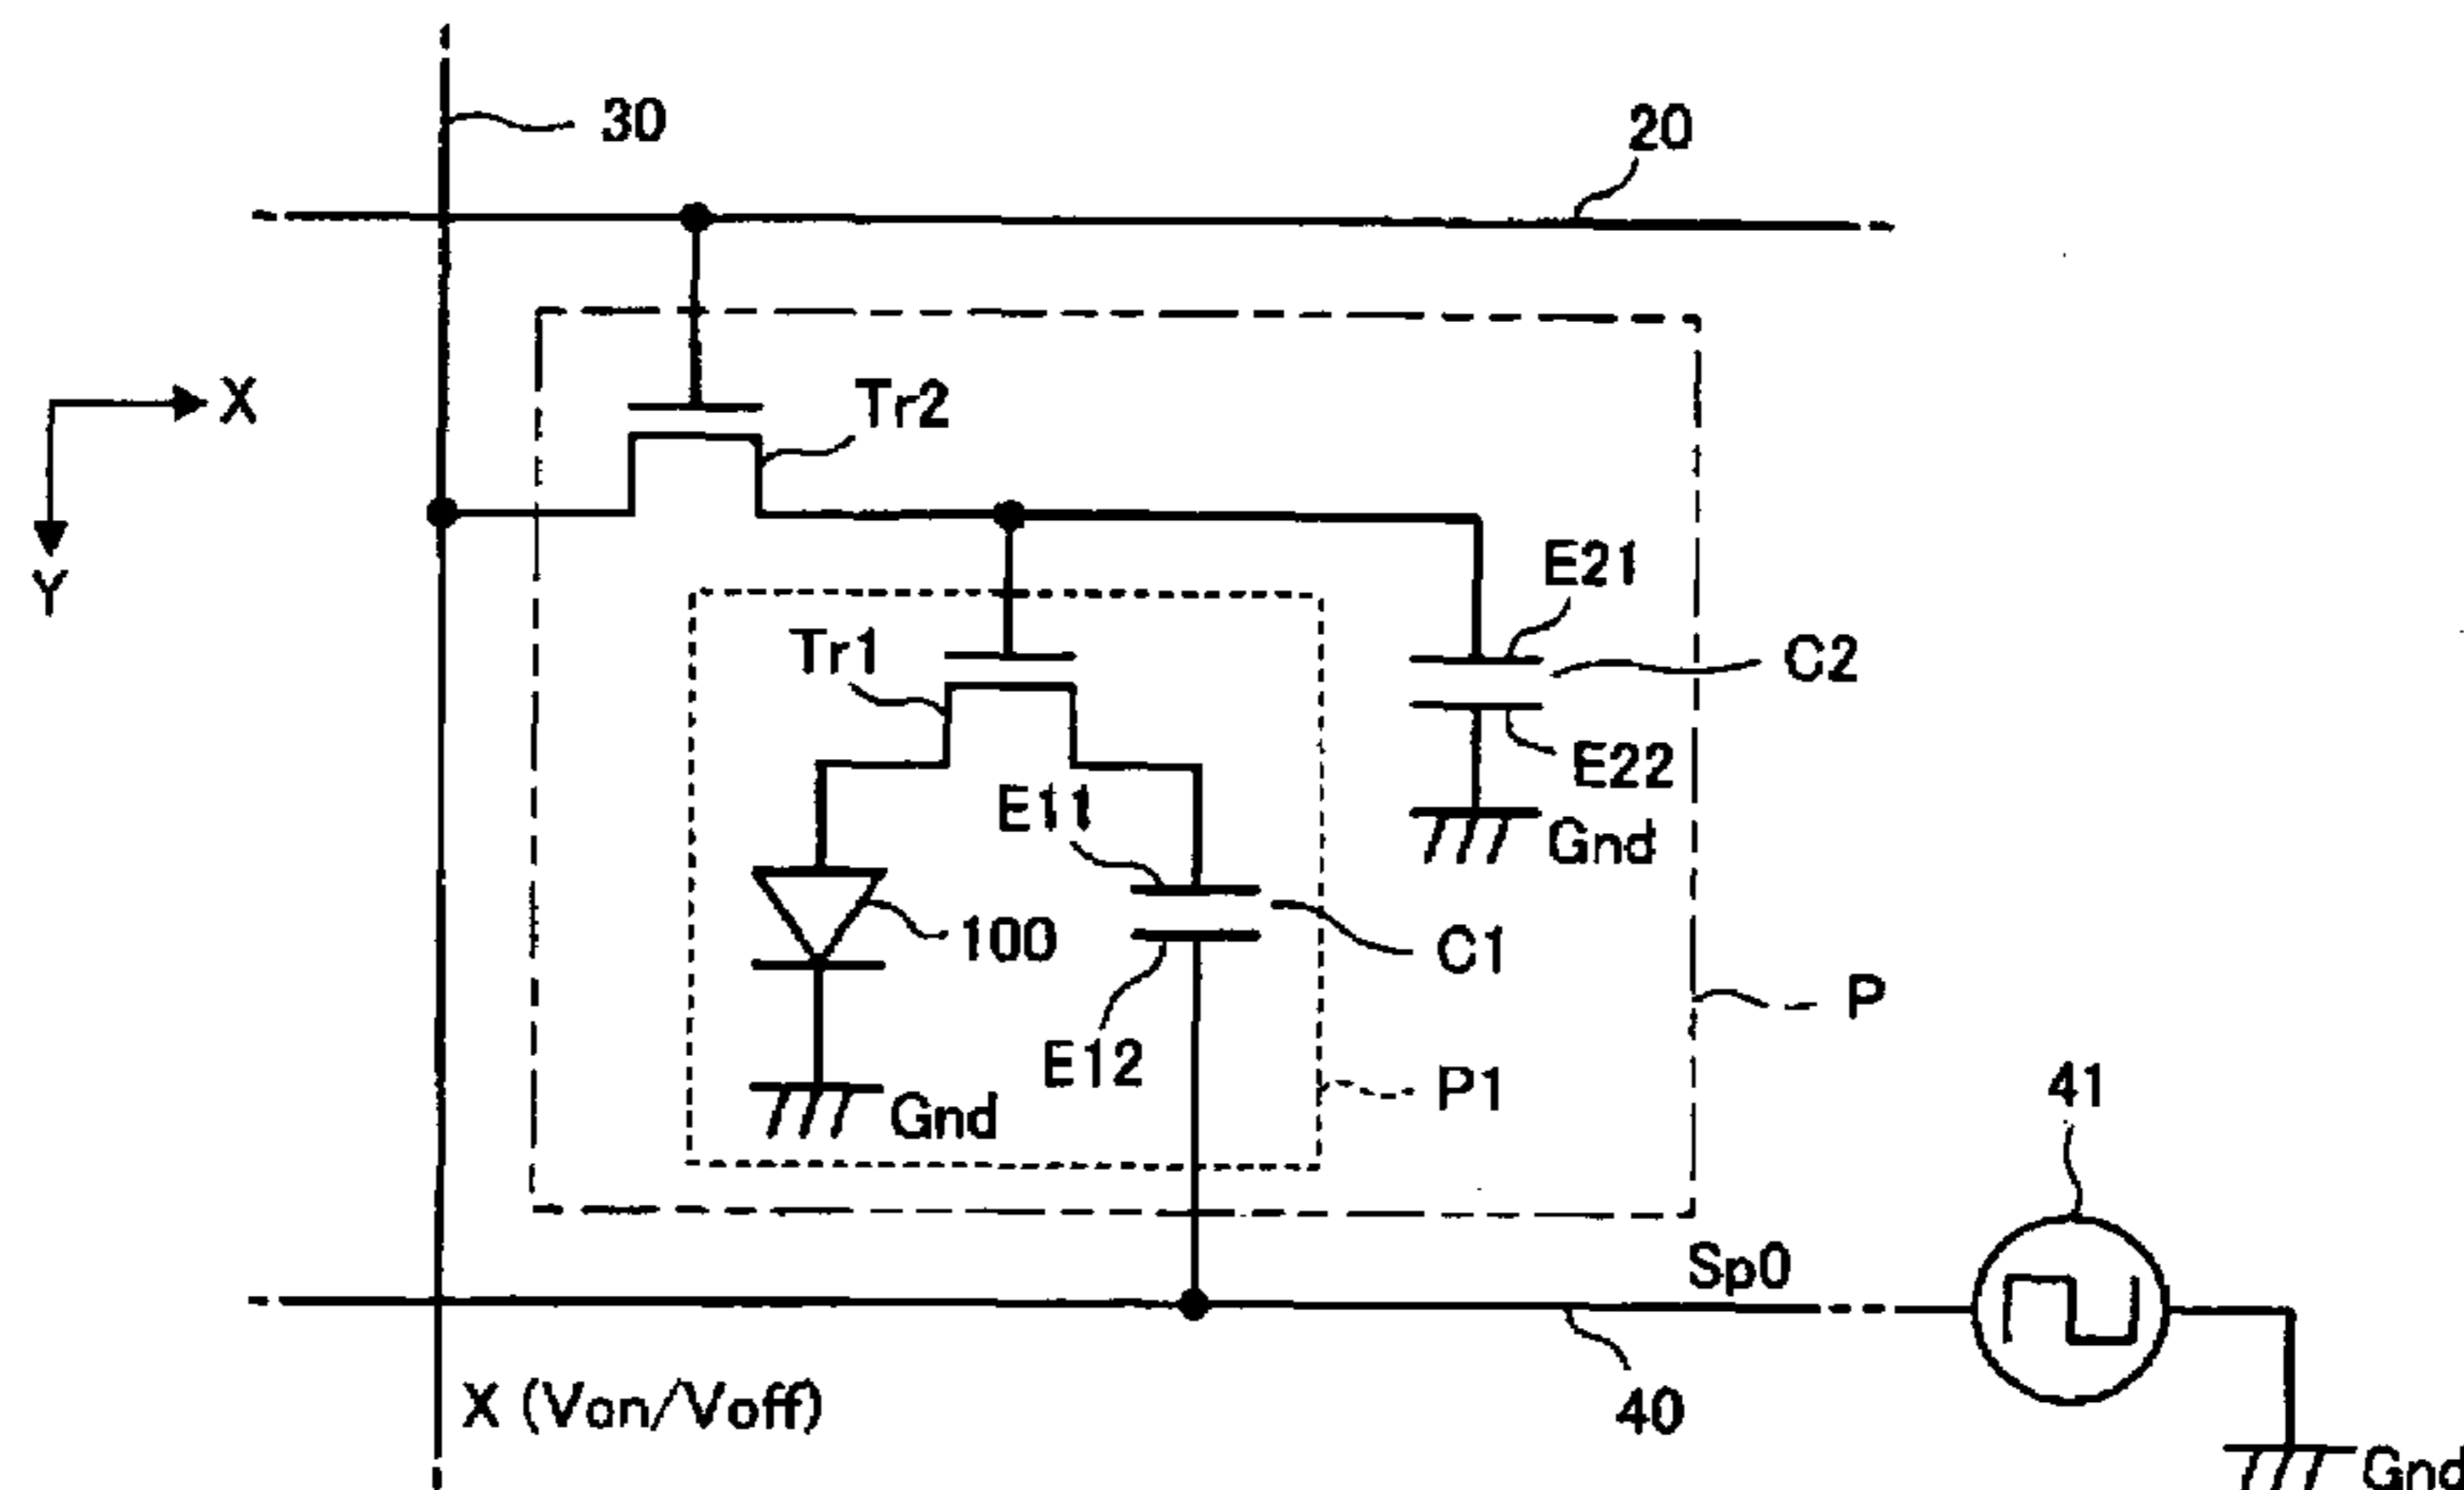 30
20
X
Tr2
Y
E21
Tr1
C2
E22
E11
Gnd
100
C1
P
E12
P1
41
Gnd
Sp0
X (Von/Voff)
40
Gnd